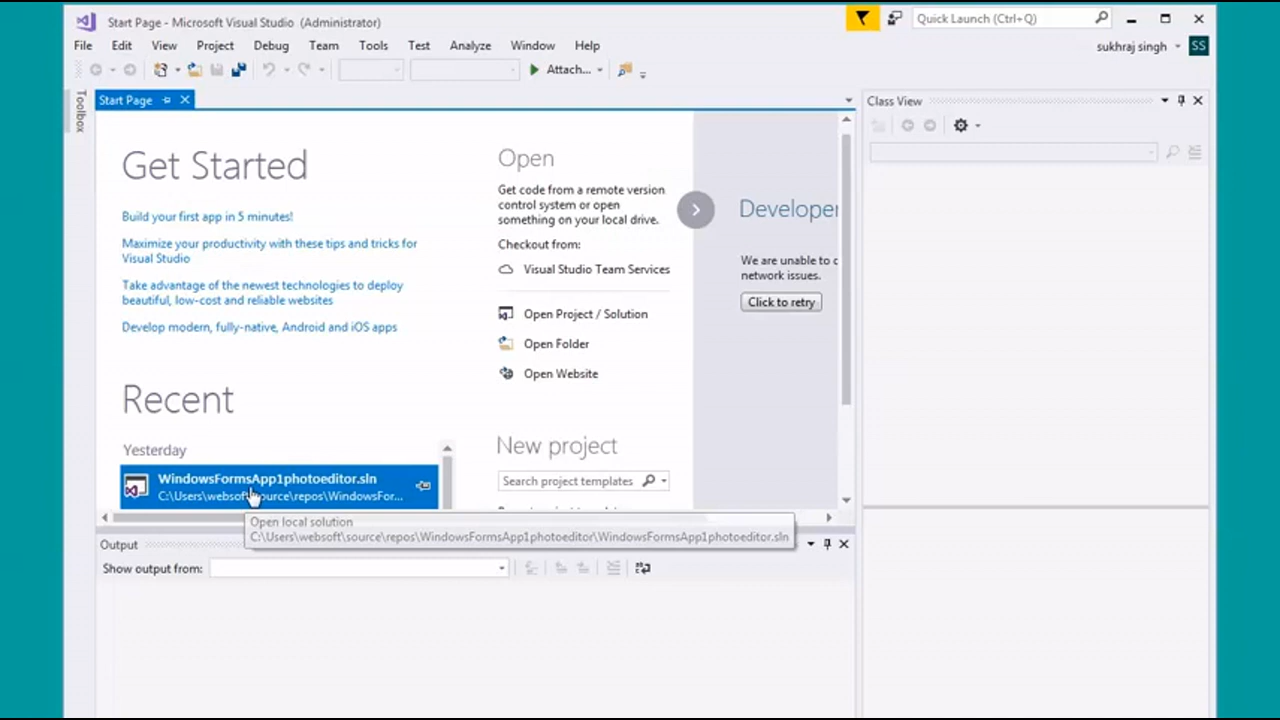 Start Page - Microsoft Visual Studio (Administrator)
Quick Launch (Ctrl+Q)
File Edit View Project Debug Team Tools Test Analyze Window Help
sukhraj singh SS
Attach...
Toolbox
Start Page
Class View
Get Started
Build your first app in 5 minutes!
Maximize your productivity with these tips and tricks for
Visual Studio
Take advantage of the newest technologies to deploy
beautiful, low-cost and reliable websites
Develop modern, fully-native, Android and iOS apps
Recent
Yesterday
WindowsFormsApp1photoeditor.sln
C:\Users\websoft\source\repos\WindowsFor...
Open
Get code from a remote version
control system or open
something on your local drive.
Checkout from:
Visual Studio Team Services
Open Project / Solution
Open Folder
Open Website
New project
Search project templates
Developer
We are unable to c
network issues.
Click to retry
Open local solution
C:\Users\websoft\source\repos\WindowsFormsApp1photoeditor\WindowsFormsApp1photoeditor.sln
Output
Show output from: